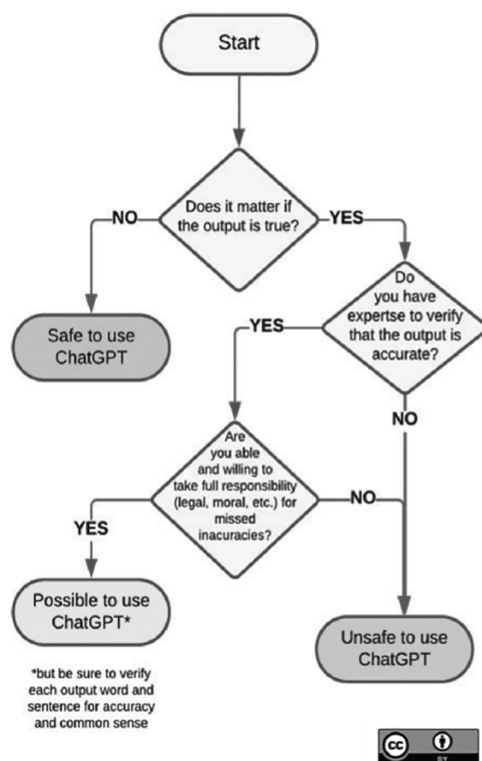 Start
Does it matter if
the output is true?
NO
YES
Safe to use
ChatGPT
Do
you have
expertse to verify
that the output is
accurate?
YES
NO
Are
you able
and willing to
take full responsibility
(legal, moral, etc.) for
missed
inacuracies?
YES
NO
Possible to use
ChatGPT*
Unsafe to use
ChatGPT
*but be sure to verify
each output word and
sentence for accuracy
and common sense
cc
BY